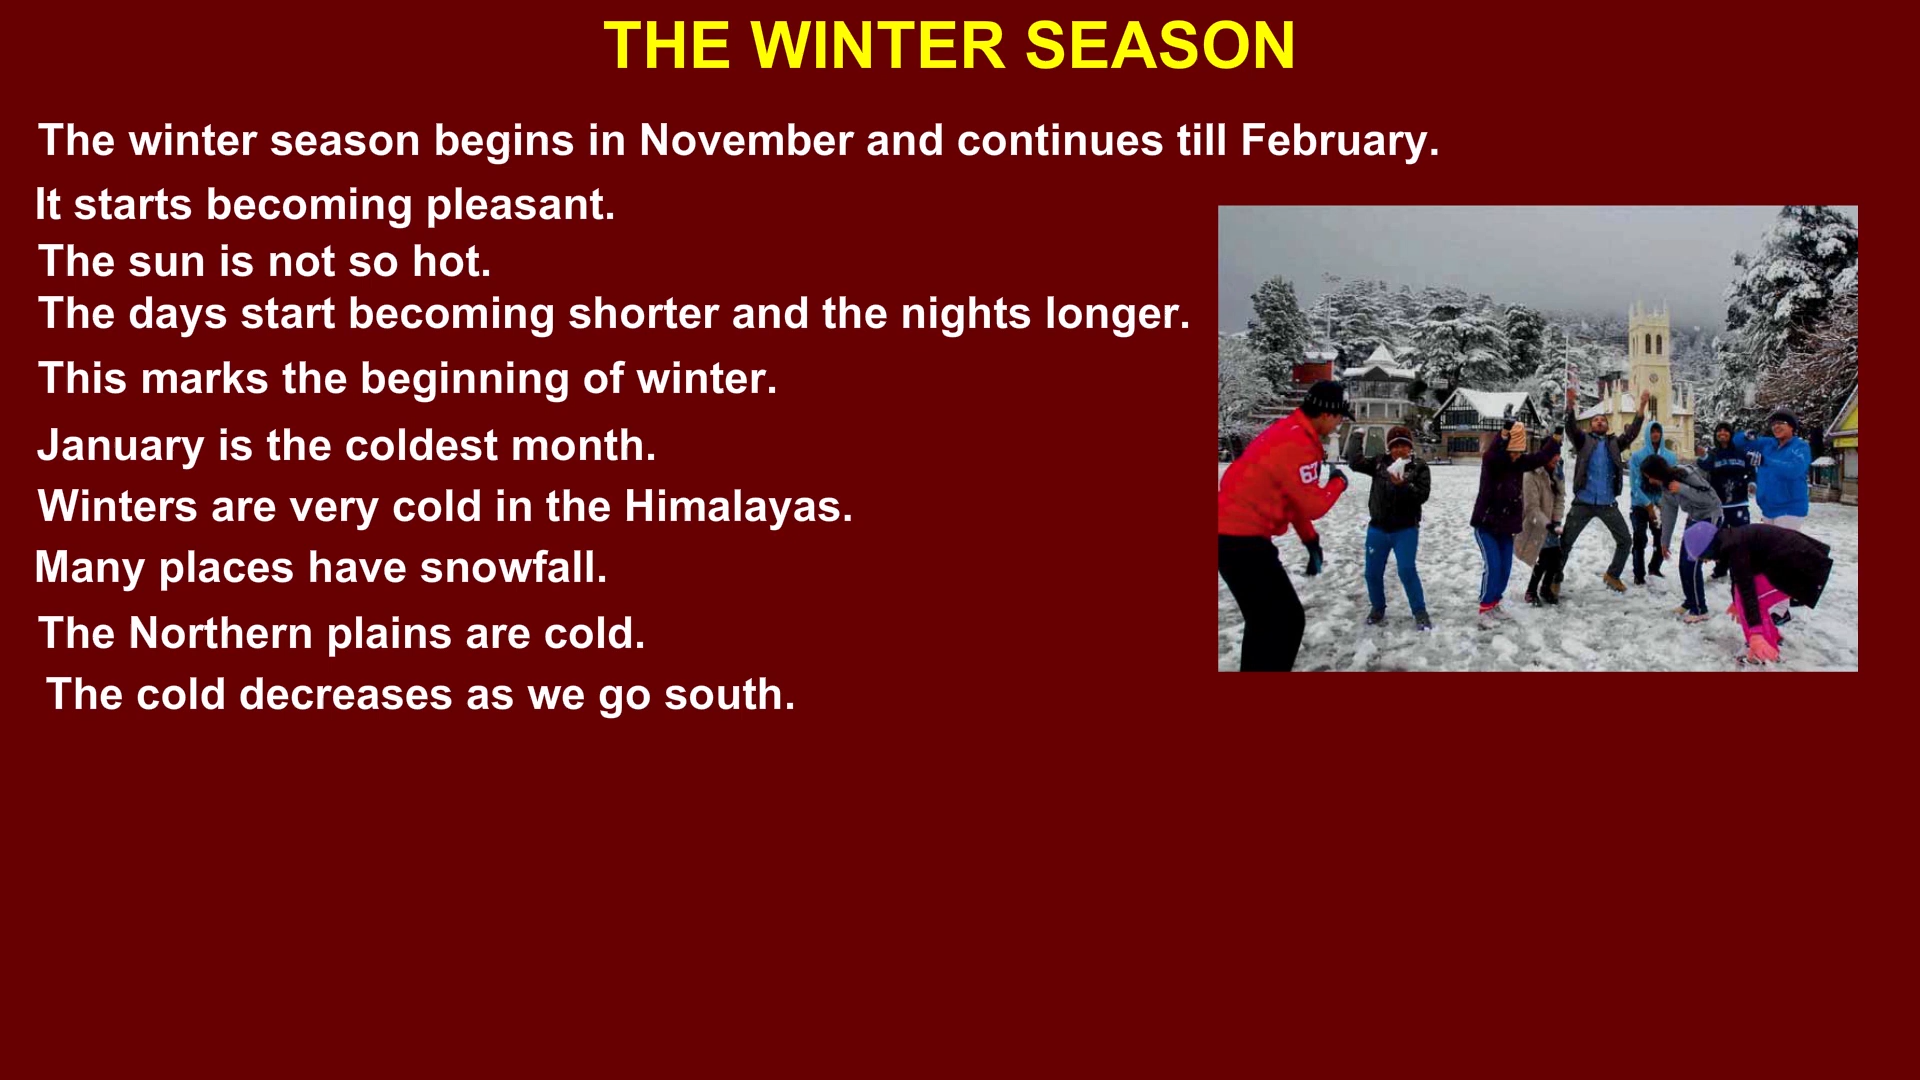 THE WINTER SEASON
The winter season begins in November and continues till February.
It starts becoming pleasant.
The sun is not so hot.
The days start becoming shorter and the nights longer.
This marks the beginning of winter.
January is the coldest month.
Winters are very cold in the Himalayas.
Many places have snowfall.
The Northern plains are cold.
The cold decreases as we go south.
67